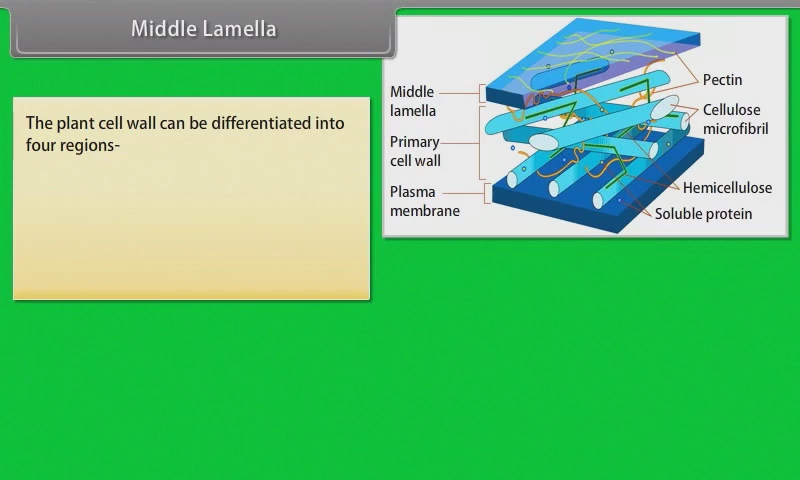 Middle Lamella
The plant cell wall can be differentiated into
four regions-
Middle
lamella
Primary
cell wall
Plasma
membrane
Pectin
Cellulose
microfibril
Hemicellulose
Soluble protein